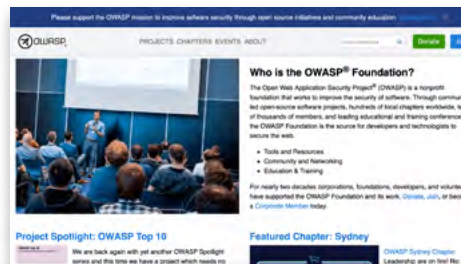 Please support the OWASP mission to improve software security through open source initiatives and community education.
OWASP
PROJECTS CHAPTERS EVENTS ABOUT
Donate
Who is the OWASP® Foundation?
The Open Web Application Security Project® (OWASP) is a nonprofit
foundation that works to improve the security of software. Through commun
led open-source software projects, hundreds of local chapters worldwide, te
of thousands of members, and leading educational and training conference
the OWASP Foundation is the source for developers and technologists to
secure the web.
• Tools and Resources
• Community and Networking
• Education & Training
For nearly two decades corporations, foundations, developers, and voluntee
have supported the OWASP Foundation and its work. Donate, Join, or beco
a Corporate Member today.
Project Spotlight: OWASP Top 10
We are back again with yet another OWASP Spotlight
series and this time we have a project which needs no
Featured Chapter: Sydney
OWASP Sydney Chapter
Leadership are on fire! Ric